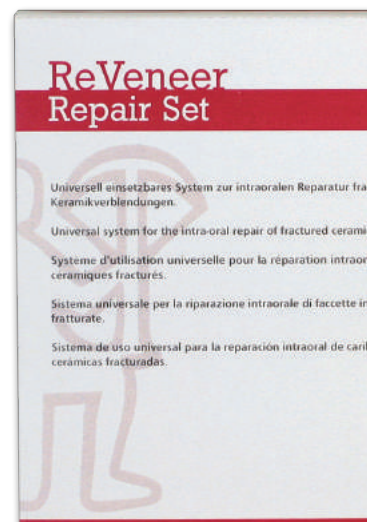 ReVeneer
Repair Set
Universell einsetzbares System zur intraoralen Reparatur fra
Keramikverblendungen.
Universal system for the intra-oral repair of fractured cerami
Systeme d'utilisation universelle pour la réparation intraor
ceramiques fracturés.
Sistema universale per la riparazione intraorale di faccette in
fratturate.
Sistema de uso universal para la reparación intraoral de caril
cerámicas fracturadas.